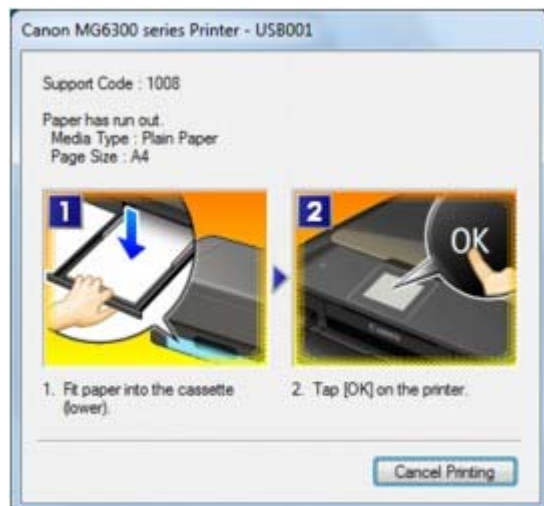 Canon MG6300 series Printer - USB001
Support Code : 1008
Paper has run out.
Media Type : Plain Paper
Page Size : A4
1
2
OK
1. Fit paper into the cassette
(lower).
2. Tap [OK] on the printer.
Cancel Printing